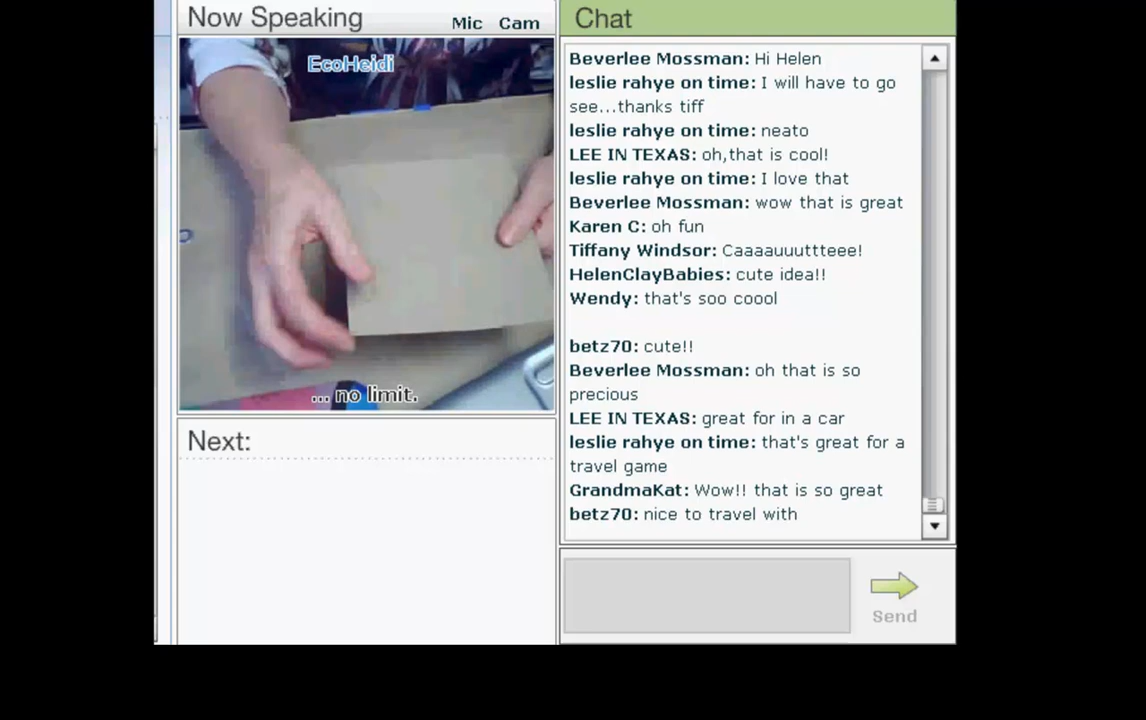 Now Speaking
Mic Cam
EcoHeidi
... no limit.
Next:
Chat
Beverlee Mossman: Hi Helen
leslie rahye on time: I will have to go
see...thanks tiff
leslie rahye on time: neato
LEE IN TEXAS: oh,that is cool!
leslie rahye on time: I love that
Beverlee Mossman: wow that is great
Karen C: oh fun
Tiffany Windsor: Caaaauuuttteee!
HelenClayBabies: cute idea!!
Wendy: that's soo coool
betz70: cute!!
Beverlee Mossman: oh that is so
precious
LEE IN TEXAS: great for in a car
leslie rahye on time: that's great for a
travel game
GrandmaKat: Wow!! that is so great
betz70: nice to travel with
Send